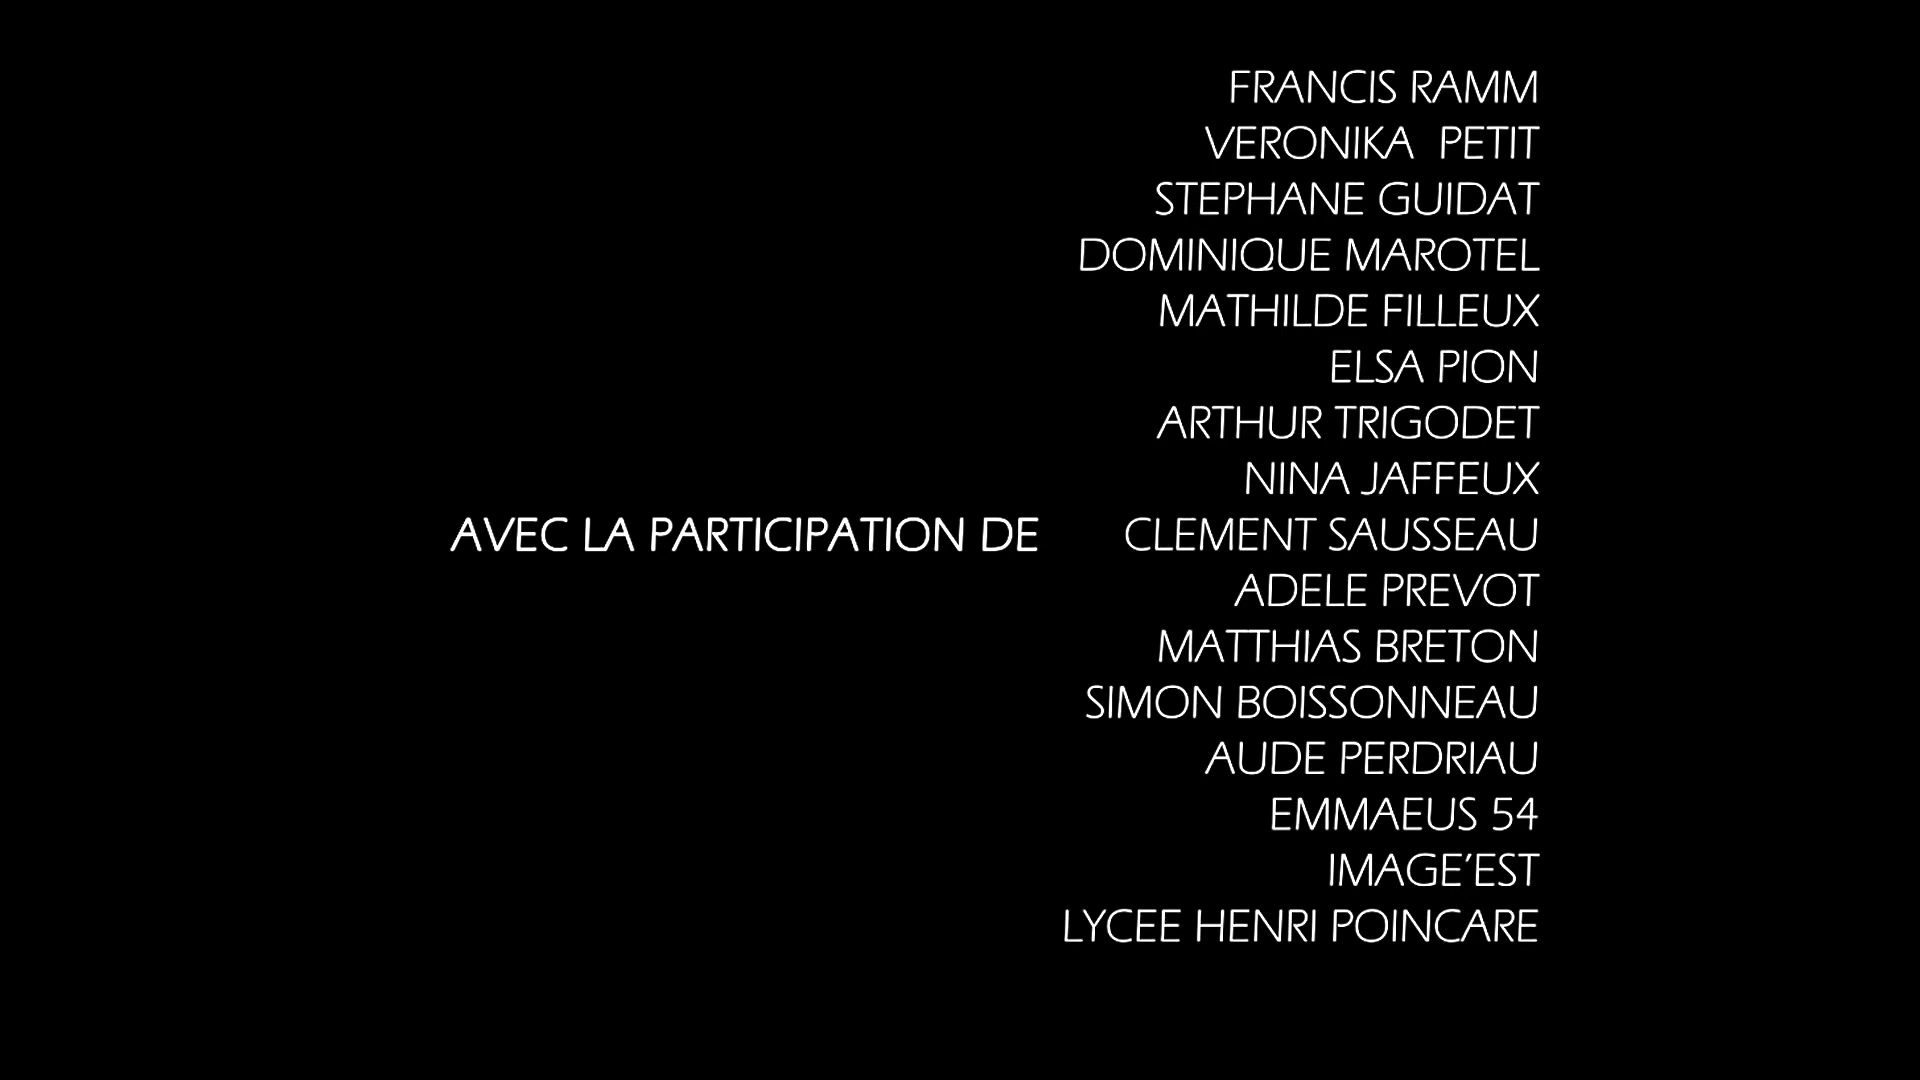 FRANCIS RAMM
VERONIKA  PETIT
STEPHANE GUIDAT
DOMINIQUE MAROTEL
MATHILDE FILLEUX
ELSA PION
ARTHUR TRIGODET
NINA JAFFEUX
AVEC LA PARTICIPATION DE CLEMENT SAUSSEAU
ADELE PREVOT
MATTHIAS BRETON
SIMON BOISSONNEAU
AUDE PERDRIAU
EMMAEUS 54
IMAGE’EST
LYCEE HENRI POINCARE